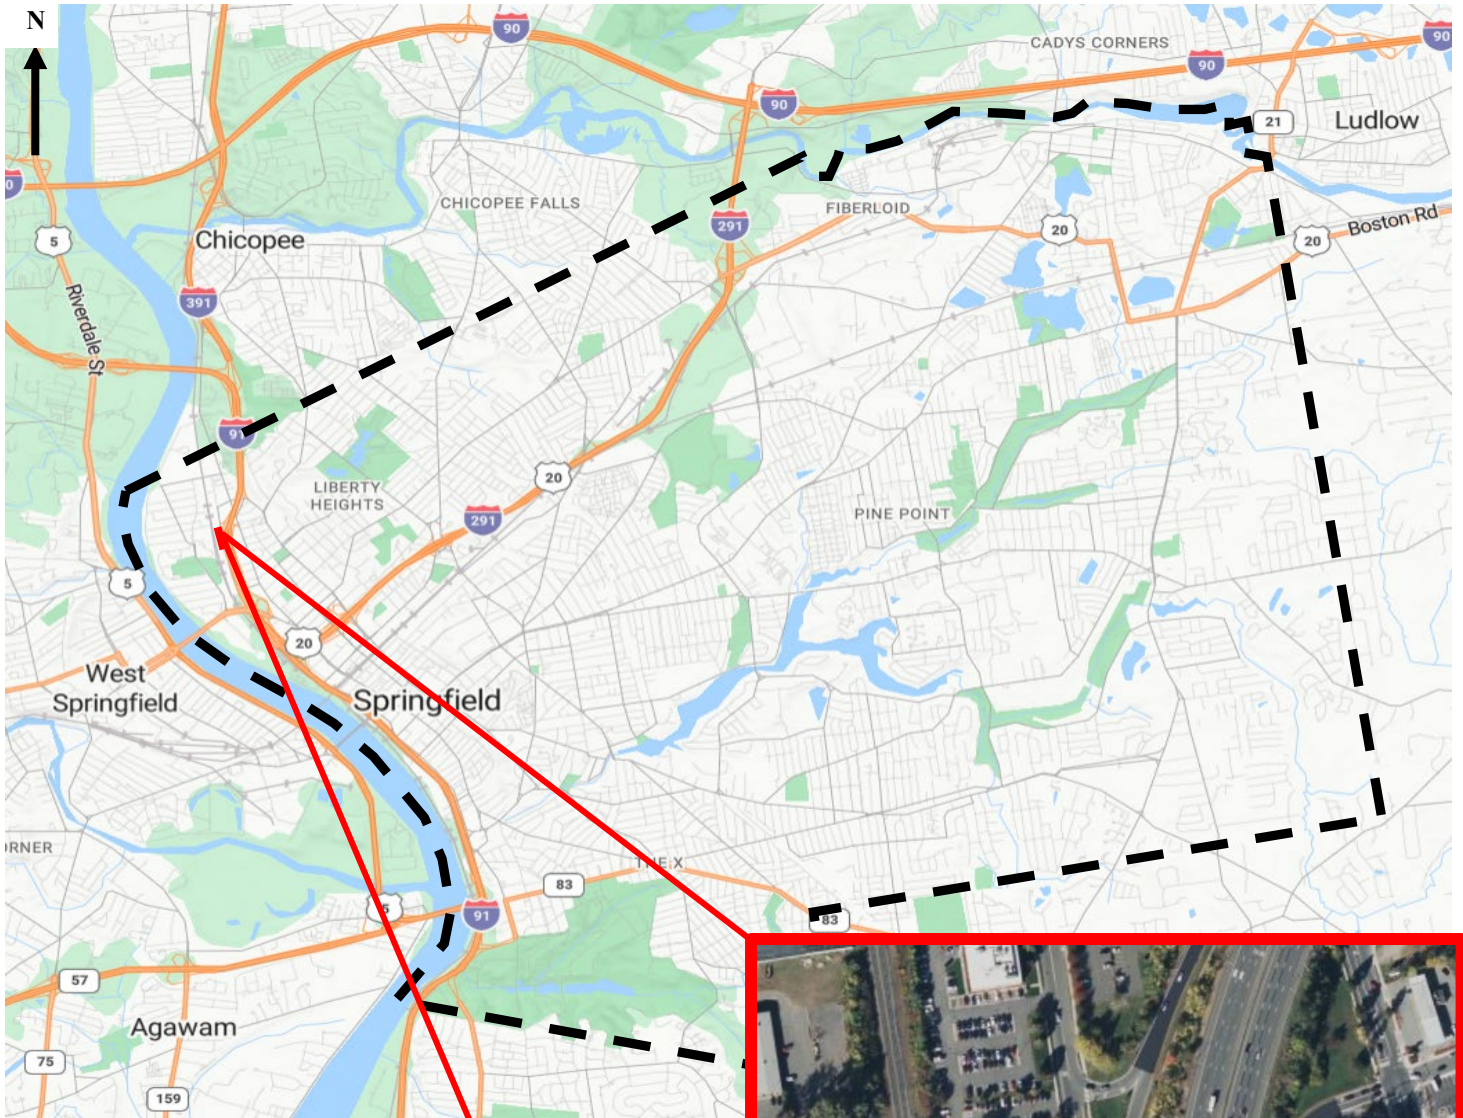 N
90
CADYS CORNERS
90
90
90
21
Ludlow
0
CHICOPEE FALLS
FIBERLOID
291
20
Boston Rd
20
5
Chicopee
Riverdale St
391
91
LIBERTY
HEIGHTS
20
291
PINE POINT
5
20
West
Springfield
Springfield
ORNER
THE X
83
5
91
83
57
Agawam
75
159